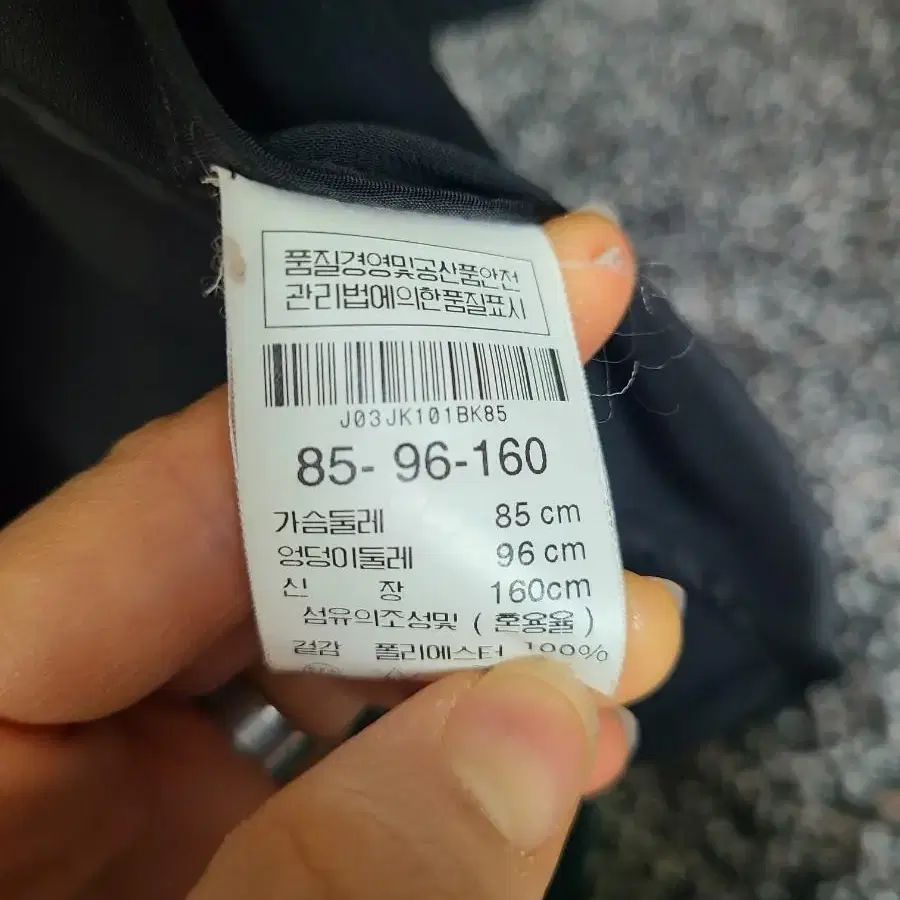 품질경영및공산품안전
관리법에의한품질표시
J03JK101BK85
85- 96-160
가슴둘레 85 cm
엉덩이둘레 96 cm
신 장 160cm
섬유의조성및 ( 혼용율 )
겉감 폴리에스터 100%